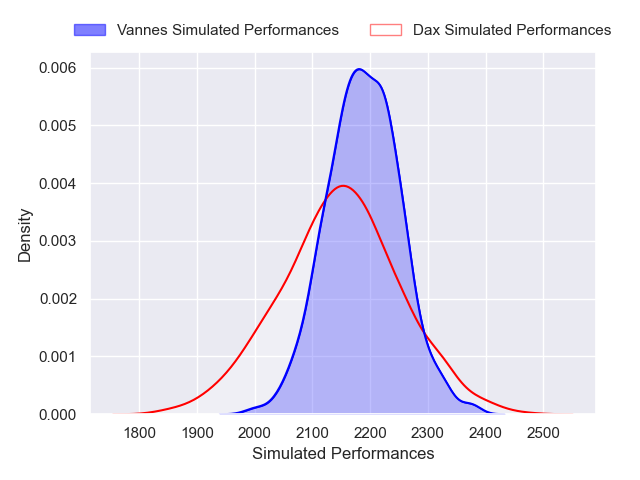 Vannes Simulated Performances
Dax Simulated Performances
0.006
0.005
0.004
0.003
0.002
0.001
0.000
Density
1800 1900 2000 2100 2200 2300 2400 2500
Simulated Performances